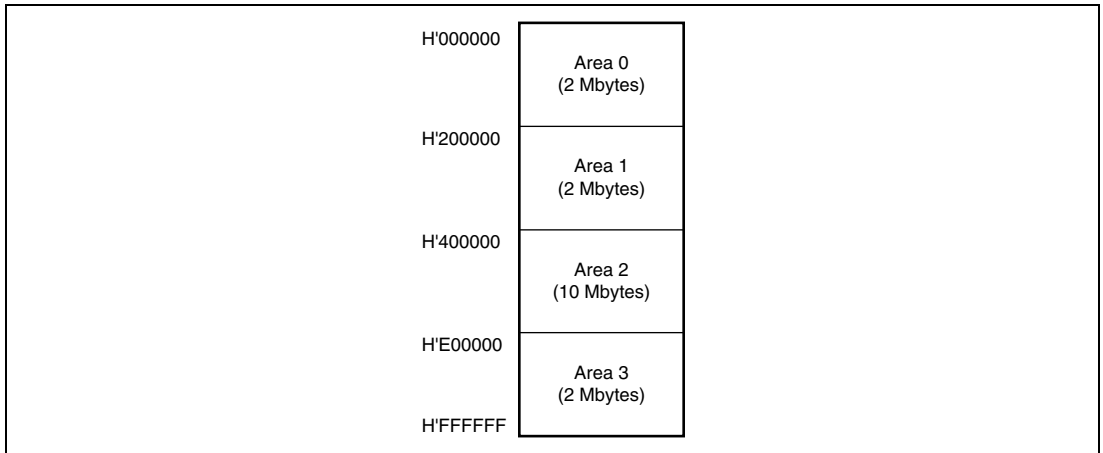 H'000000
Area 0
(2 Mbytes)
H'200000
Area 1
(2 Mbytes)
H'400000
Area 2
(10 Mbytes)
H'E00000
Area 3
(2 Mbytes)
H'FFFFFF